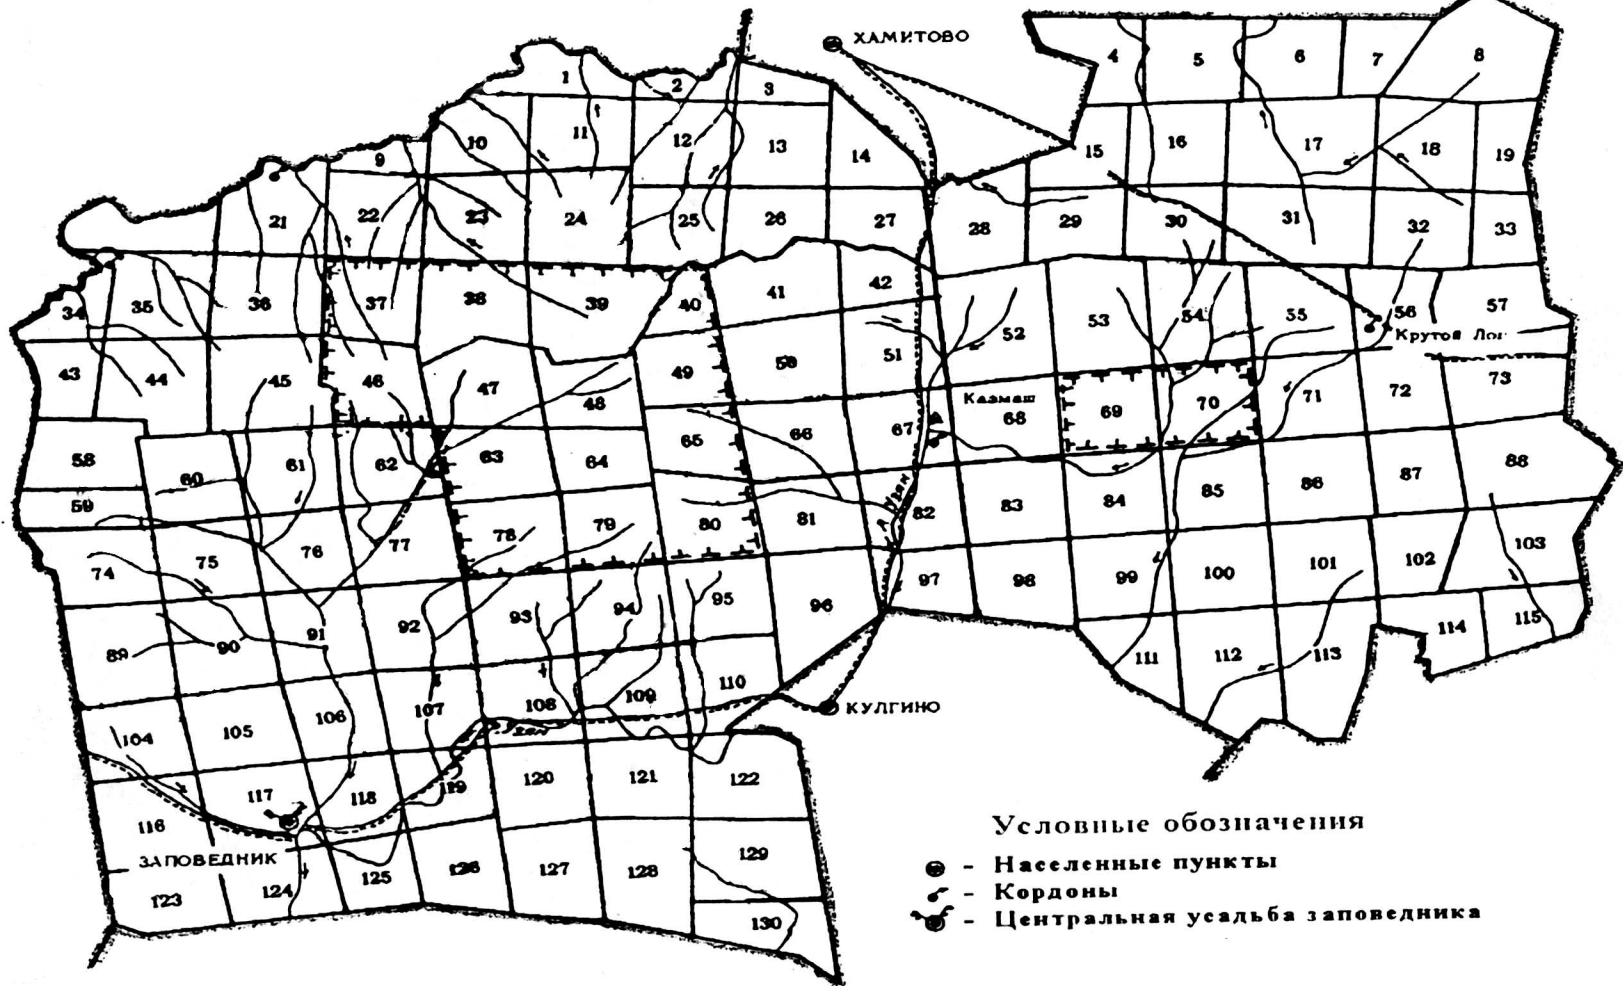 ХАМИТОВО
4 5 6 7 8
1 2 3
9 10 11 12 13 14 15 16 17 18 19
21 22 23 24 25 26 27 28 29 30 31 32 33
34 35 36 37 38 39 40 41 42
52 53 54 55 56 57
Крутой Лог
43 44 45 46 47 48 49 50 51
Казмаш
58 59 60 61 62 63 64 65 66 67 68 69 70 71 72 73
74 75 76 77 78 79 80 81 82 83 84 85 86 87 88
89 90 91 92 93 94 95 96 97 98 99 100 101 102 103
104 105 106 107 108 109 110 111 112 113 114 115
КУЛГИНО
116 117 118 119 120 121 122
ЗАПОВЕДНИК
123 124 125 126 127 128 129
130
Условные обозначения
- Населенные пункты
- Кордоны
- Центральная усадьба заповедника